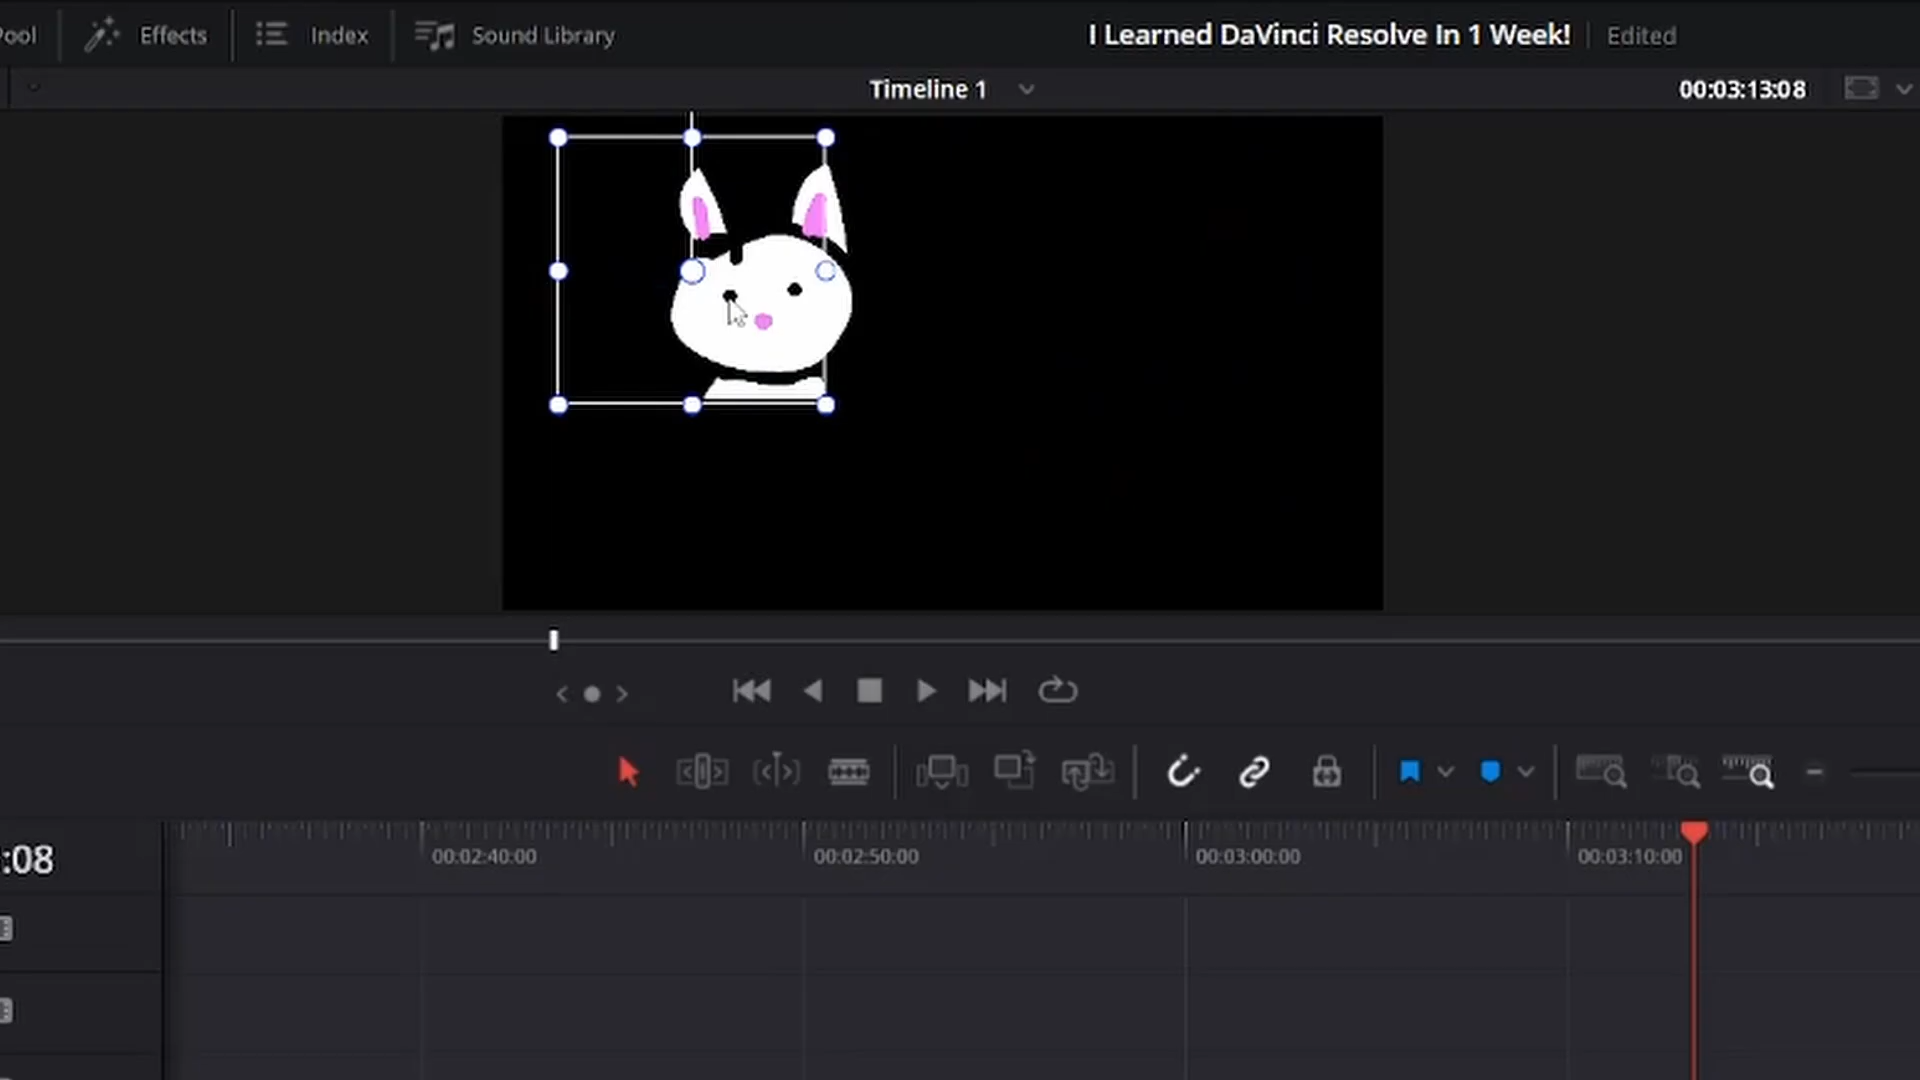 Pool Effects Index Sound Library I Learned DaVinci Resolve In 1 Week! Edited
Timeline 1 00:03:13:08
:08 00:02:40:00 00:02:50:00 00:03:00:00 00:03:10:00